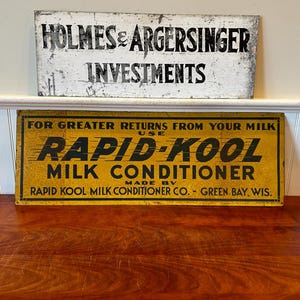 HOLMES & ARGERSINGER
INVESTMENTS
FOR GREATER RETURNS FROM YOUR MILK
USE
RAPID-KOOL
MILK CONDITIONER
MADE BY
RAPID KOOL MILK CONDITIONER CO. - GREEN BAY, WIS.